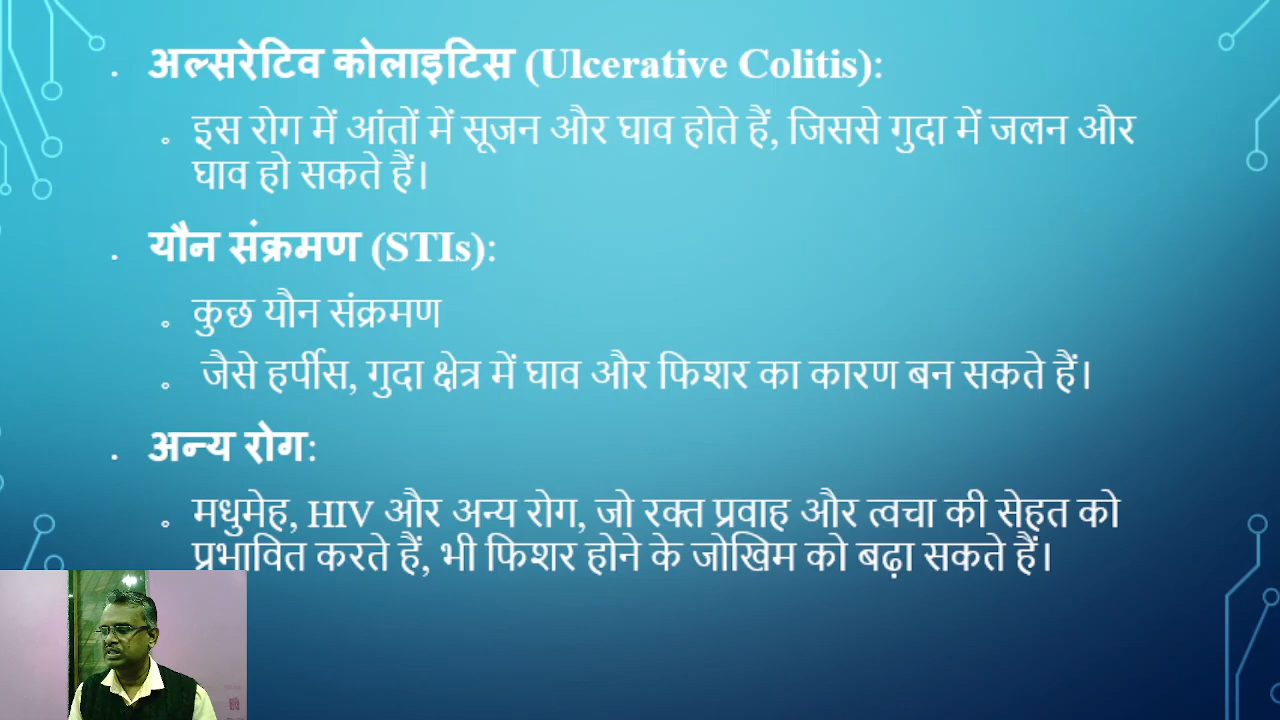 • अल्सरेटिव कोलाइटिस (Ulcerative Colitis):
○ इस रोग में आंतों में सूजन और घाव होते हैं, जिससे गुदा में जलन और
घाव हो सकते हैं।
• यौन संक्रमण (STIs):
○ कुछ यौन संक्रमण
○ जैसे हर्पीस, गुदा क्षेत्र में घाव और फिशर का कारण बन सकते हैं।
• अन्य रोग:
○ मधुमेह, HIV और अन्य रोग, जो रक्त प्रवाह और त्वचा की सेहत को
प्रभावित करते हैं, भी फिशर होने के जोखिम को बढ़ा सकते हैं।